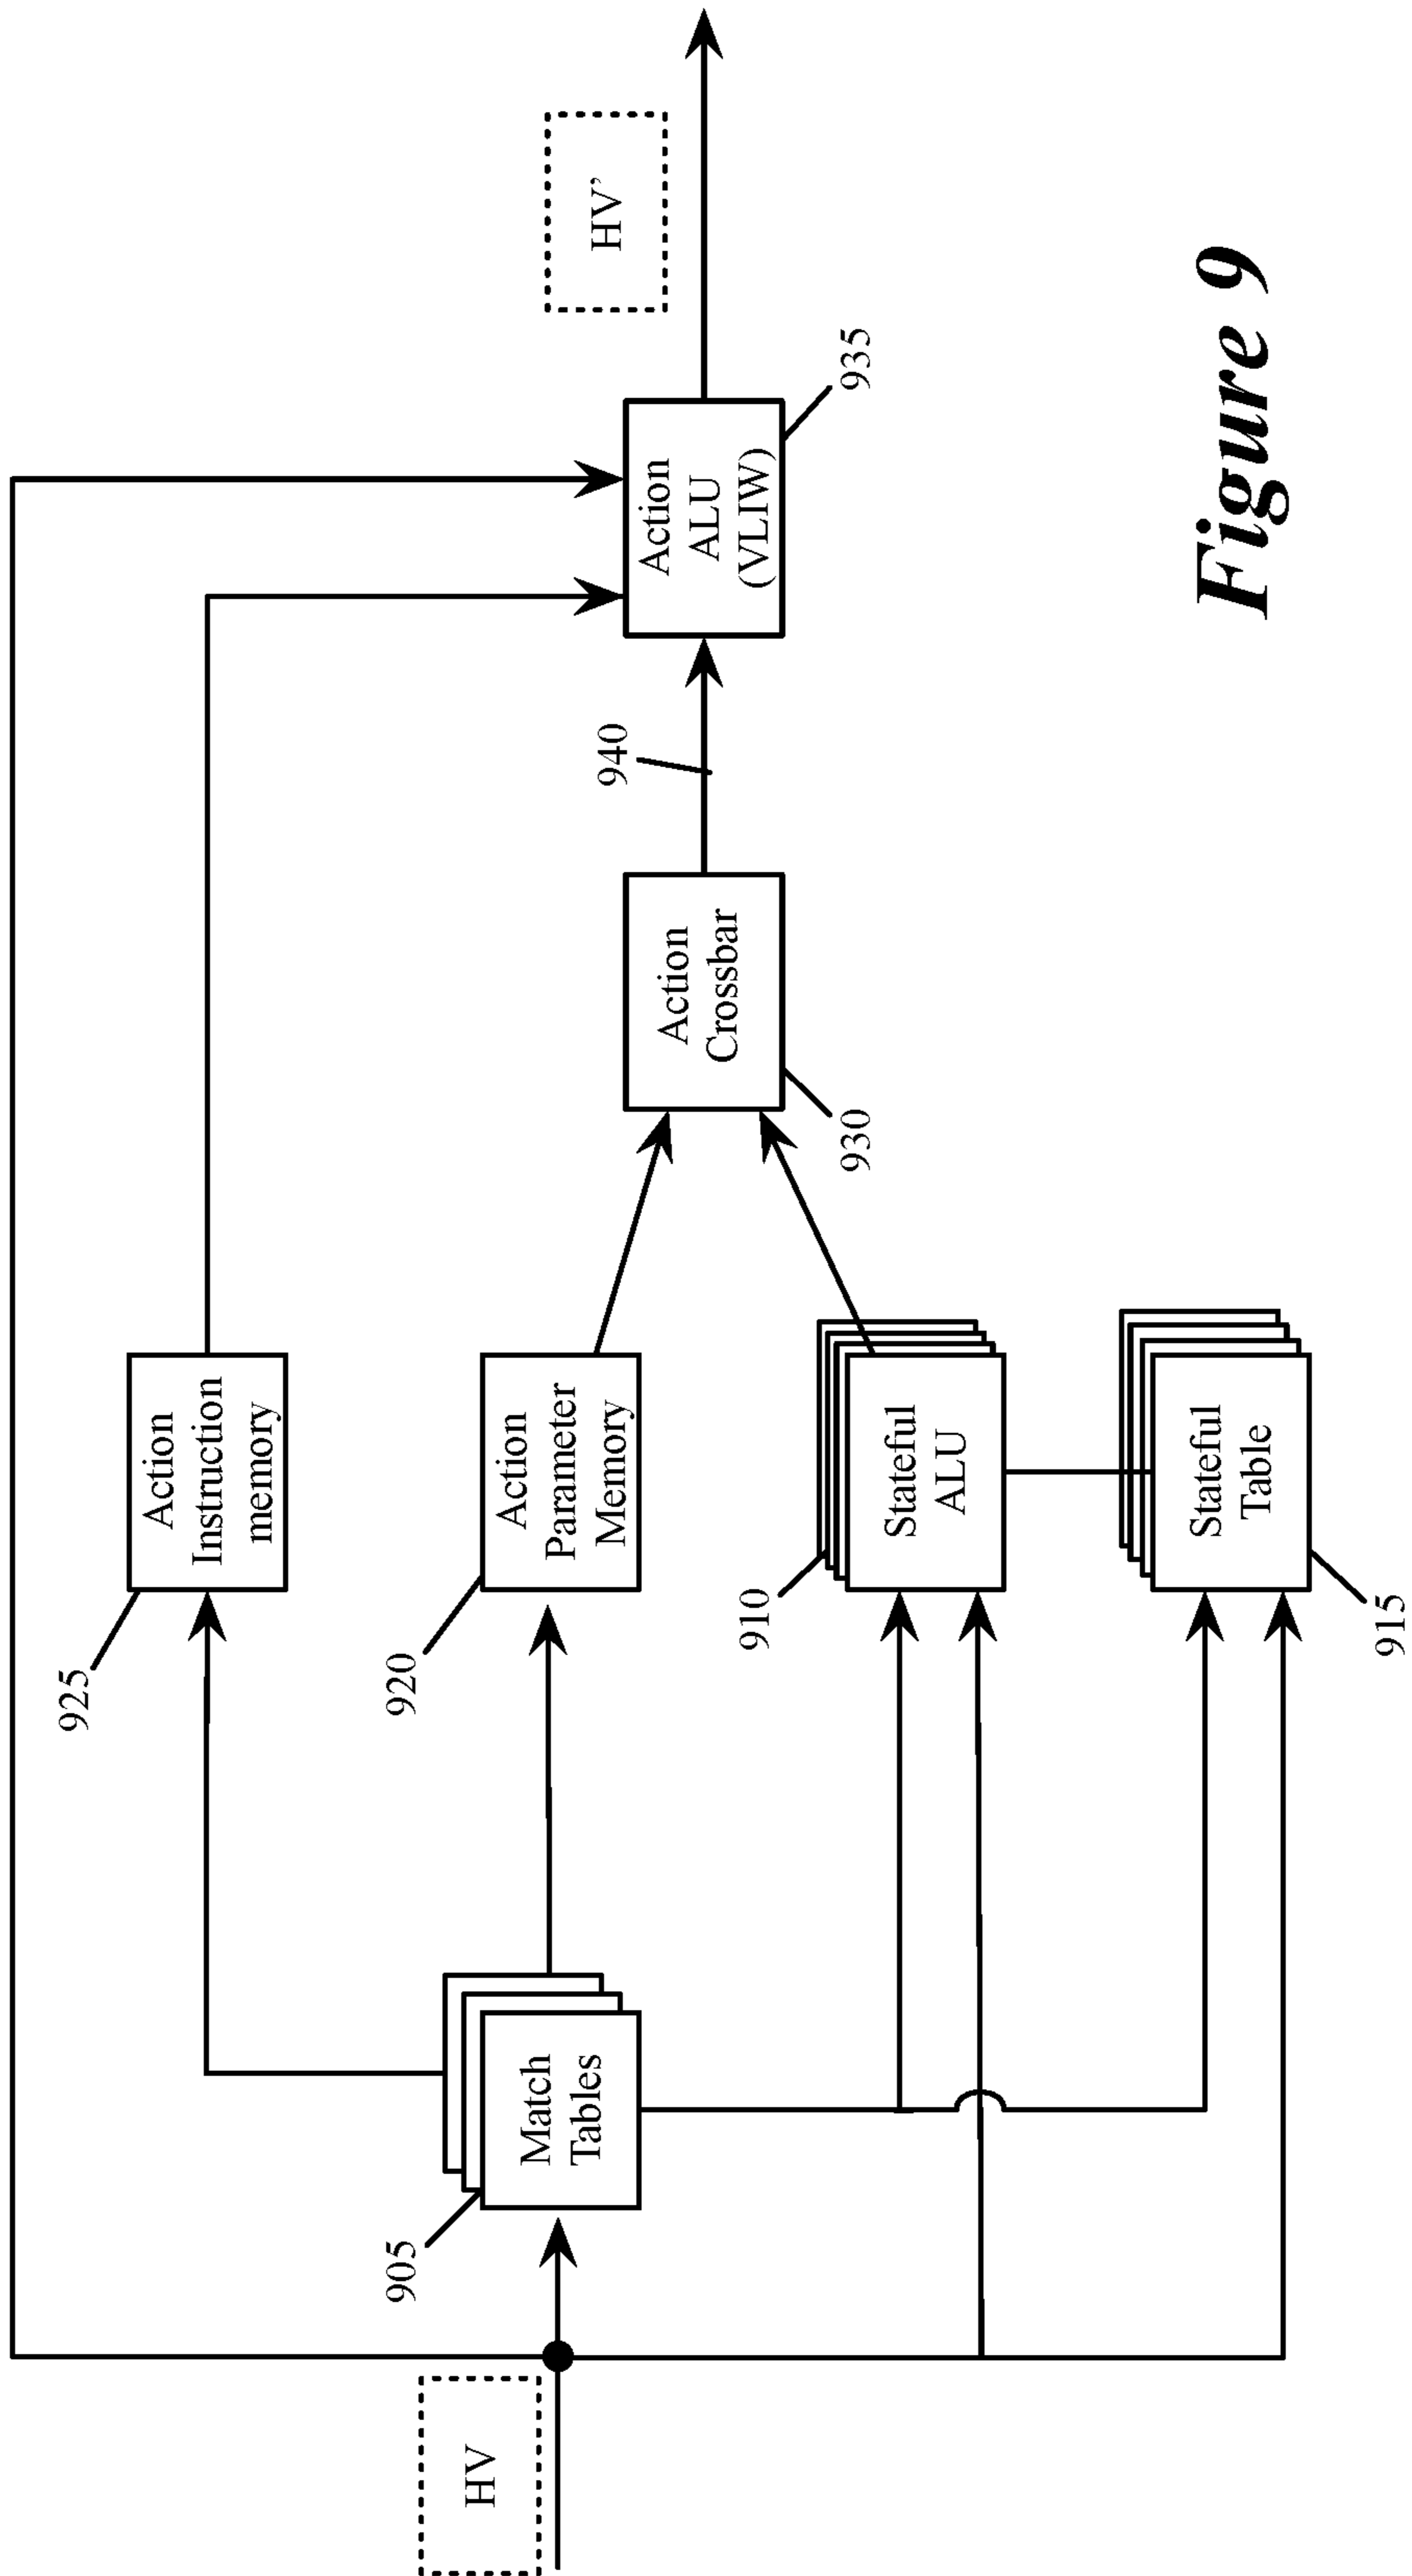 HV
905
Match
Tables
925
Action
Instruction
memory
920
Action
Parameter
Memory
910
Stateful
ALU
915
Stateful
Table
930
Action
Crossbar
940
935
Action
ALU
(VLIW)
HV’
Figure 9